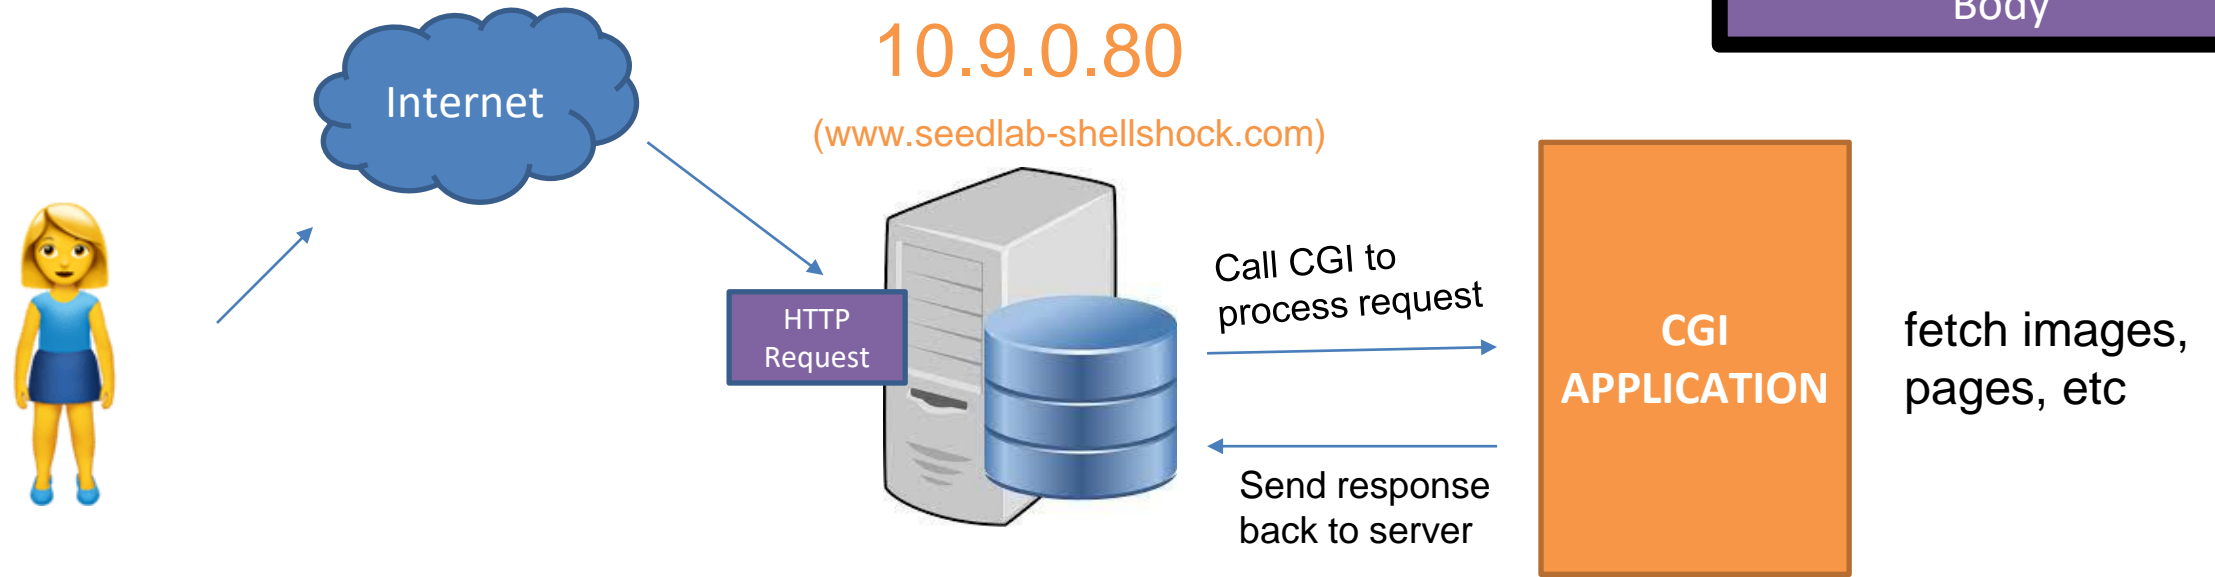 Body
10.9.0.80
Internet
(www.seedlab-shellshock.com)
Call CGI to
process request
HTTP
Request
CGI
APPLICATION
fetch images,
pages, etc
Send response
back to server